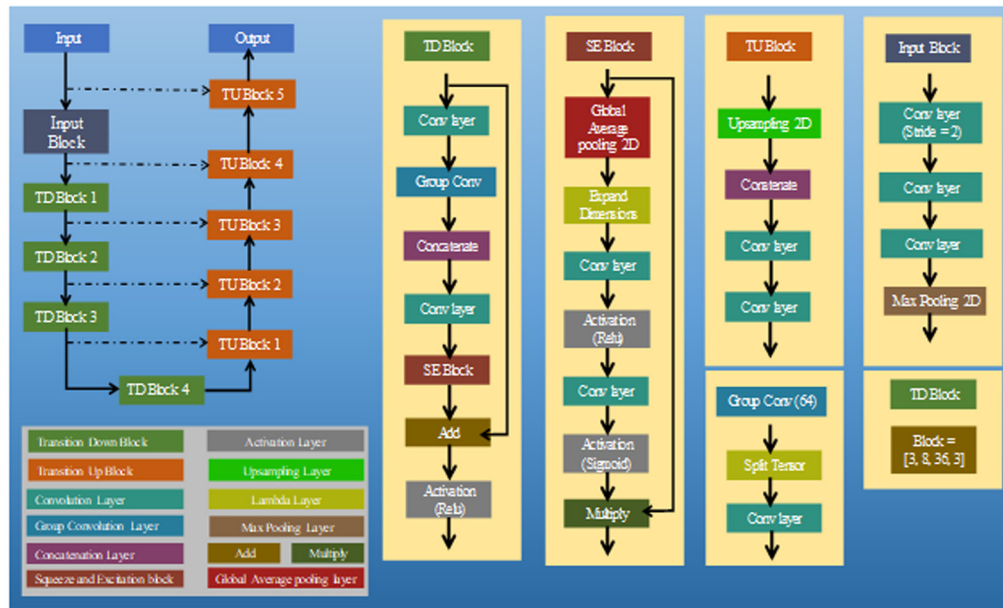 Input
Output
Input
Block
TD Block 1
TD Block 2
TD Block 3
TD Block 4
TU Block 5
TU Block 4
TU Block 3
TU Block 2
TU Block 1
Transition Down Block
Transition Up Block
Convolution Layer
Group Convolution Layer
Concatenation Layer
Squeeze and Excitation block
Activation Layer
Upsampling Layer
Lambda Layer
Max Pooling Layer
Add
Multiply
Global Average pooling layer
TD Block
Conv layer
Group Conv
Concatenate
Conv layer
SE Block
Add
Activation
(Relu)
SE Block
Global
Average
pooling 2D
Expand
Dimensions
Conv layer
Activation
(Relu)
Conv layer
Activation
(Sigmoid)
Multiply
TU Block
Upsampling 2D
Concatenate
Conv layer
Conv layer
Group Conv (64)
Split Tensor
Conv layer
Input Block
Conv layer
(Stride = 2)
Conv layer
Conv layer
Max Pooling 2D
TD Block
Block =
[3, 8, 36, 3]